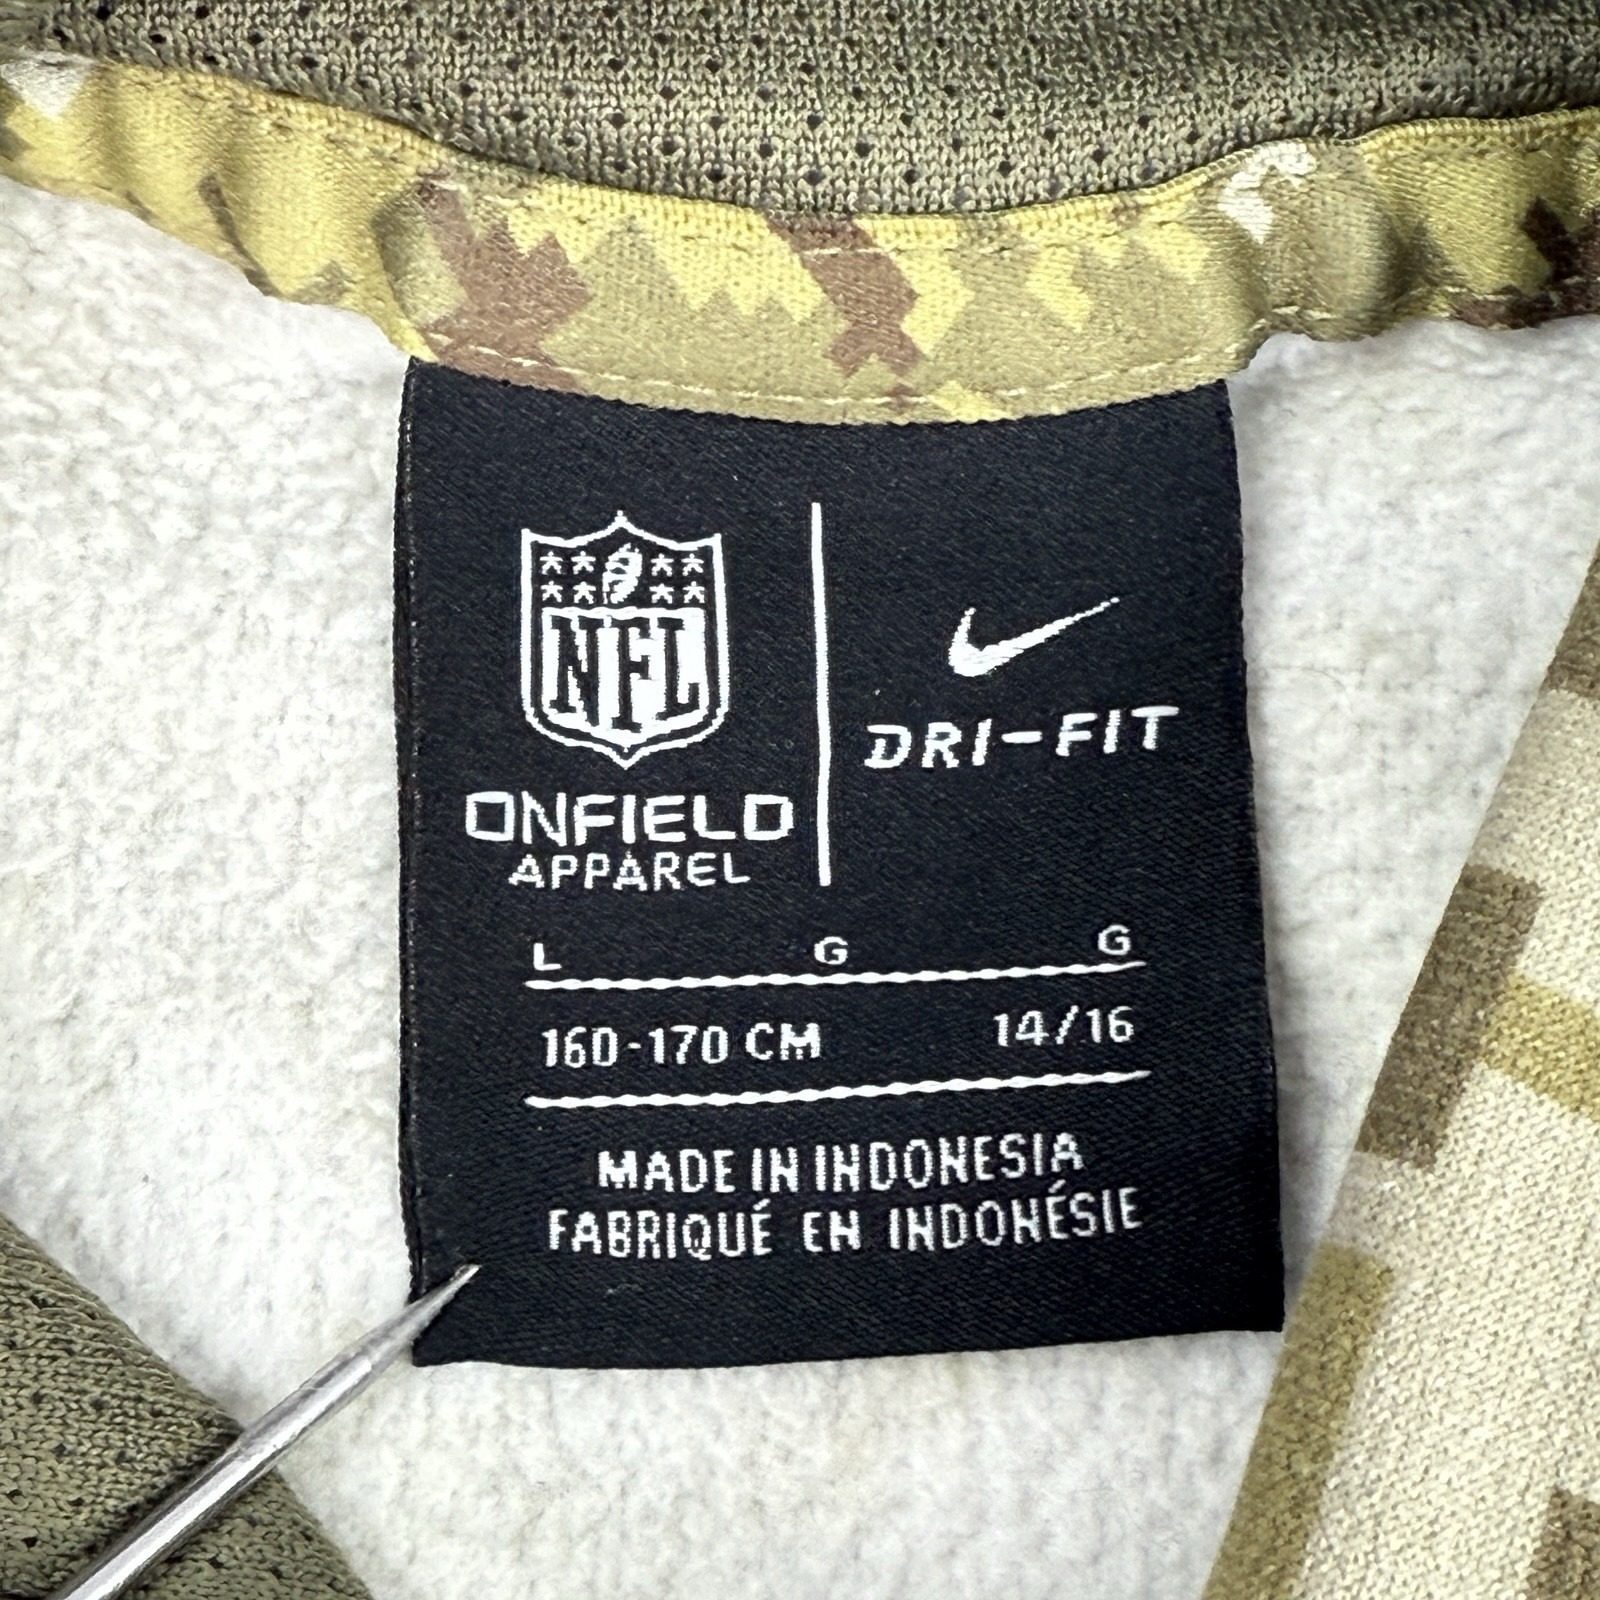 NFL
DRI-FIT
ONFIELD
APPAREL
L G G
160-170 CM 14/16
MADE IN INDONESIA
FABRIQUÉ EN INDONÉSIE